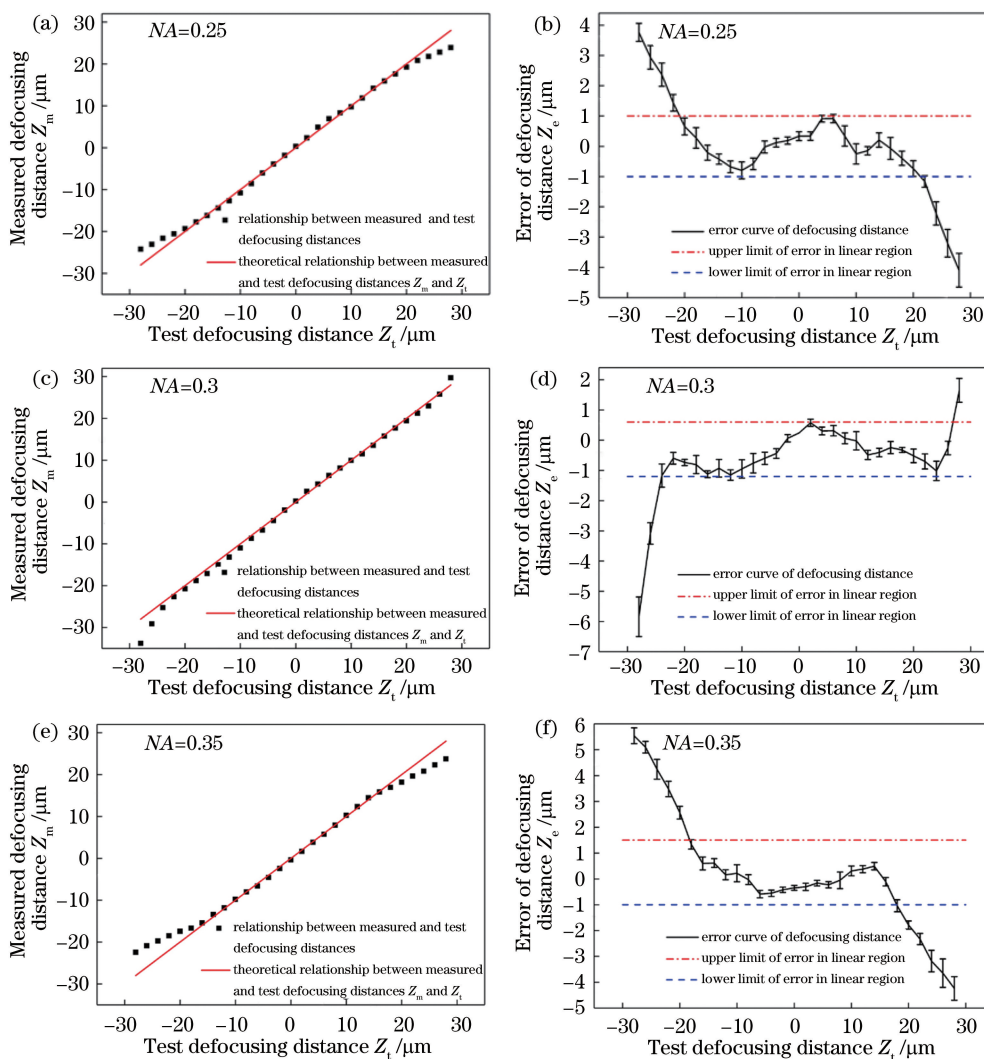 (a)
NA=0.25
30
20
10
0
−10
−20
−30
Measured defocusing
distance Zm /μm
relationship between measured and test
defocusing distances
theoretical relationship between measured
and test defocusing distances Zm and Zt
−30 −20 −10 0 10 20 30
Test defocusing distance Zt /μm
(b)
NA=0.25
4
3
2
1
0
−1
−2
−3
−4
−5
Error of defocusing
distance Ze /μm
error curve of defocusing distance
upper limit of error in linear region
lower limit of error in linear region
−30 −20 −10 0 10 20 30
Test defocusing distance Zt /μm
(c)
NA=0.3
30
20
10
0
−10
−20
−30
Measured defocusing
distance Zm /μm
relationship between measured and test
defocusing distances
theoretical relationship between measured
and test defocusing distances Zm and Zt
−30 −20 −10 0 10 20 30
Test defocusing distance Zt /μm
(d)
NA=0.3
2
1
0
−1
−2
−3
−4
−5
−6
−7
Error of defocusing
distance Ze /μm
error curve of defocusing distance
upper limit of error in linear region
lower limit of error in linear region
−30 −20 −10 0 10 20 30
Test defocusing distance Zt /μm
(e)
NA=0.35
30
20
10
0
−10
−20
−30
Measured defocusing
distance Zm /μm
relationship between measured and test
defocusing distances
theoretical relationship between measured
and test defocusing distances Zm and Zt
−30 −20 −10 0 10 20 30
Test defocusing distance Zt /μm
(f)
NA=0.35
6
5
4
3
2
1
0
−1
−2
−3
−4
−5
Error of defocusing
distance Ze /μm
error curve of defocusing distance
upper limit of error in linear region
lower limit of error in linear region
−30 −20 −10 0 10 20 30
Test defocusing distance Zt /μm